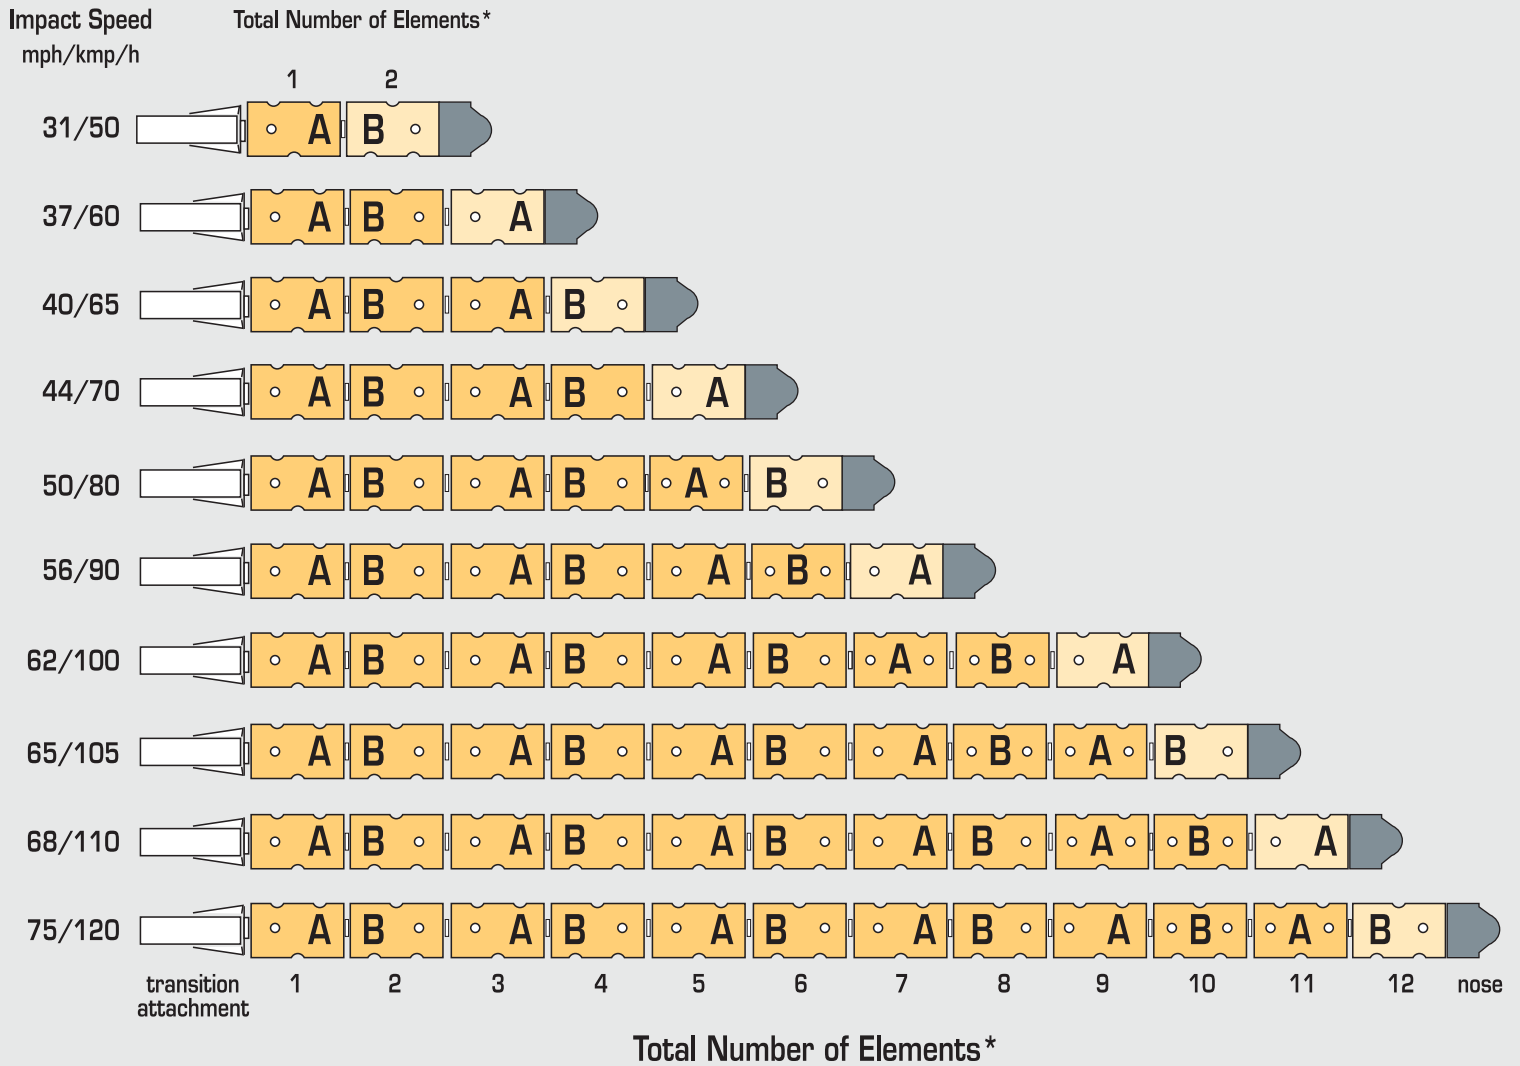 Impact Speed Total Number of Elements*
mph/kmp/h
1 2
31/50 A B
37/60 A B A
40/65 A B A B
44/70 A B A B A
50/80 A B A B A B
56/90 A B A B A B A
62/100 A B A B A B A B A
65/105 A B A B A B A B A B
68/110 A B A B A B A B A B A
75/120 A B A B A B A B A B A B
transition 1 2 3 4 5 6 7 8 9 10 11 12 nose
attachment
Total Number of Elements*